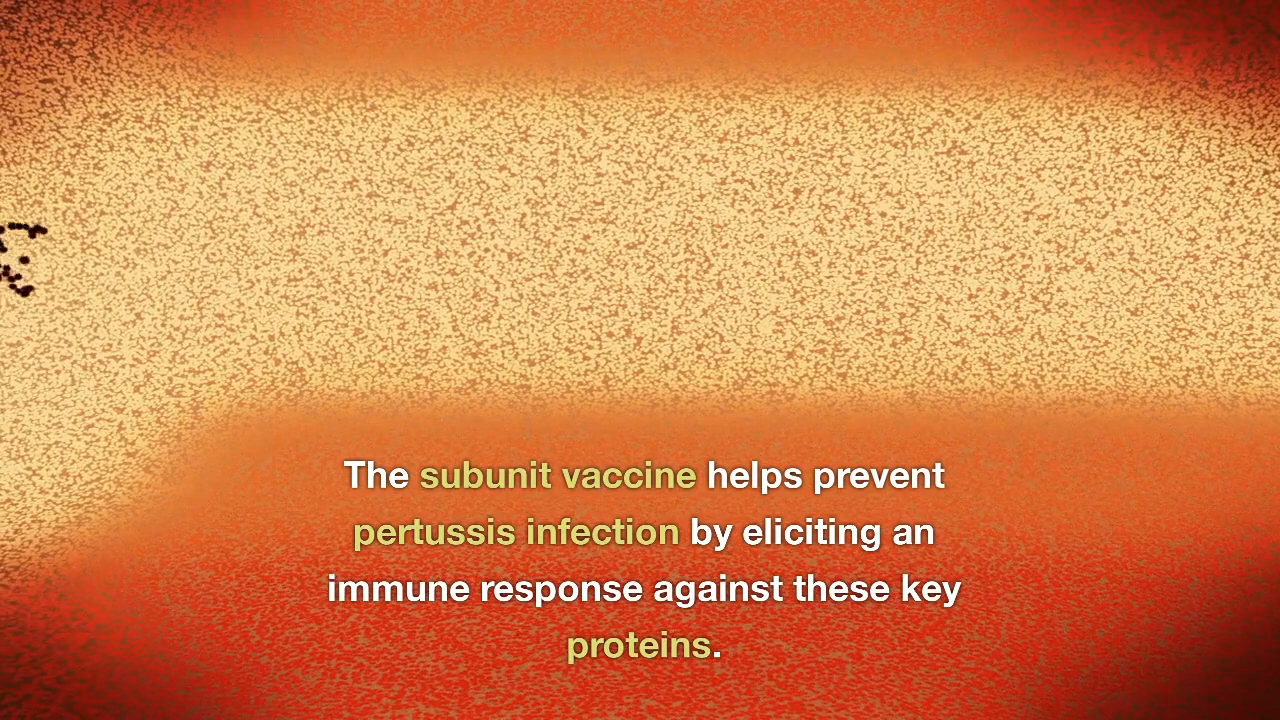 The subunit vaccine helps prevent
pertussis infection by eliciting an
immune response against these key
proteins.